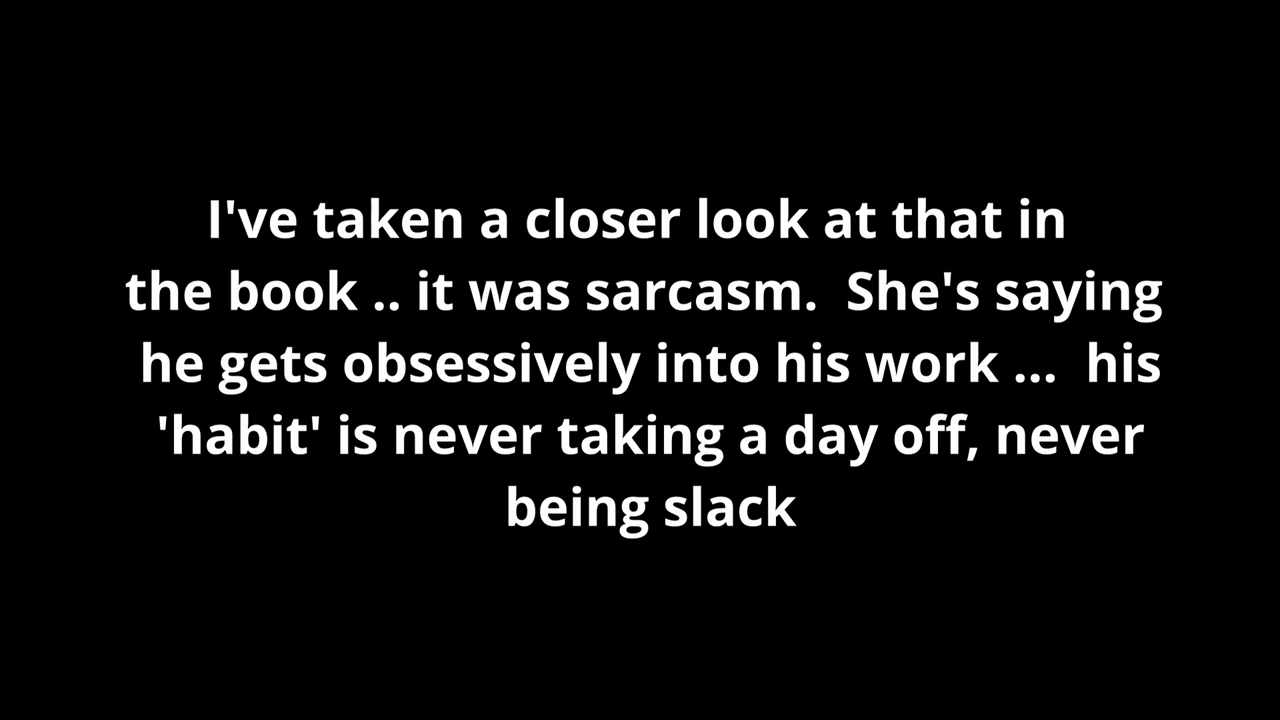 I've taken a closer look at that in
the book .. it was sarcasm.  She's saying
he gets obsessively into his work ...  his
'habit' is never taking a day off, never
being slack